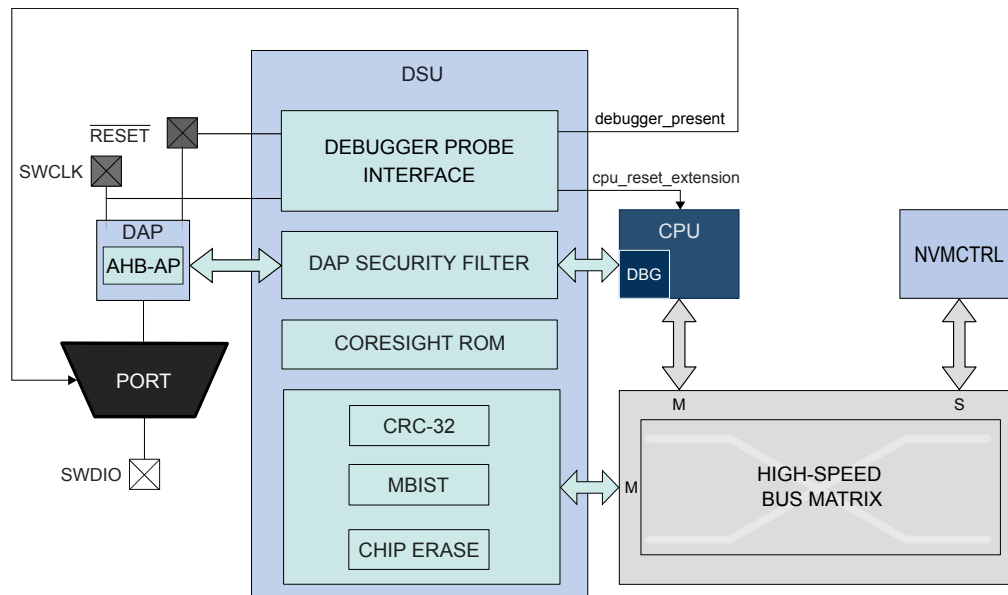 DSU
debugger_present
RESET
DEBUGGER PROBE
INTERFACE
SWCLK
cpu_reset_extension
DAP
AHB-AP
DAP SECURITY FILTER
CPU
DBG
NVMCTRL
CORESIGHT ROM
PORT
M
S
CRC-32
SWDIO
MBIST
M
HIGH-SPEED
BUS MATRIX
CHIP ERASE